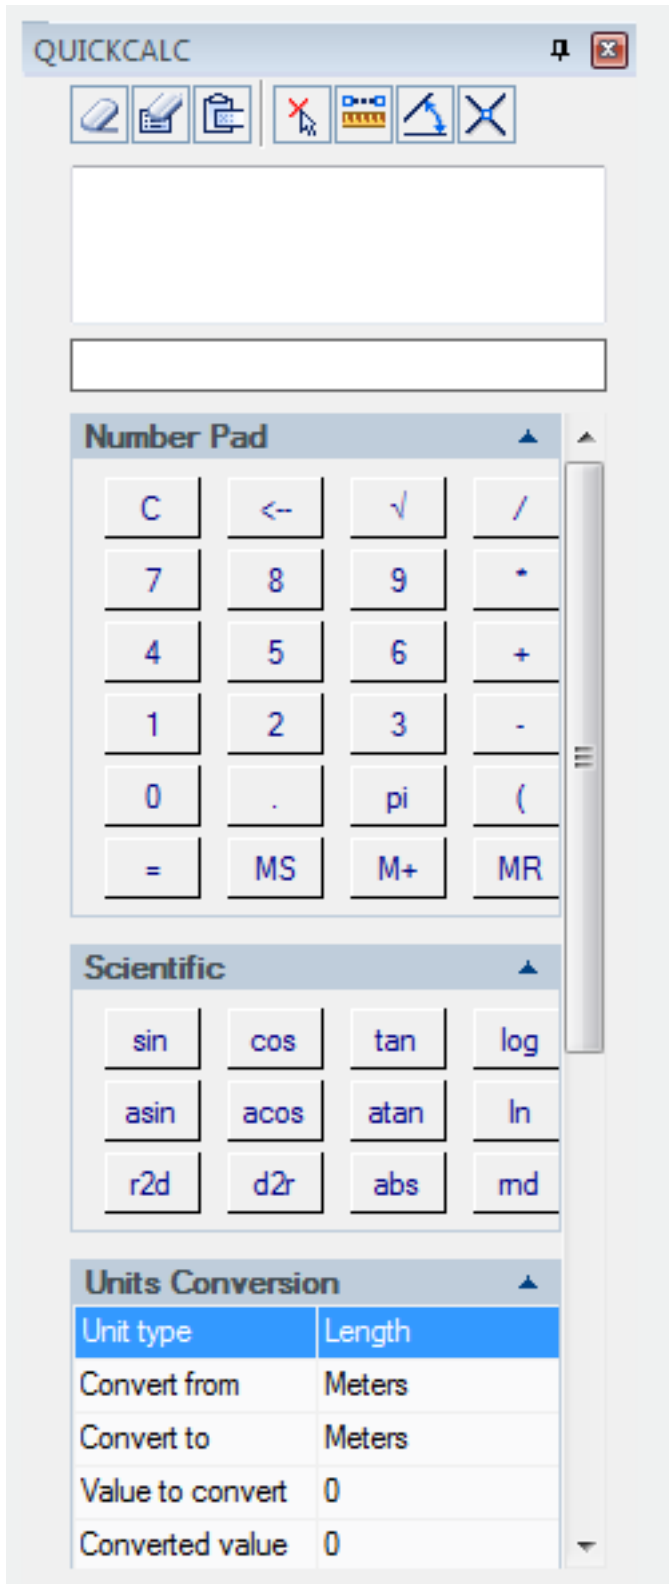 QUICKCALC
Number Pad
C <-- √ /
7 8 9 *
4 5 6 +
1 2 3 -
0 . pi (
= MS M+ MR
Scientific
sin cos tan log
asin acos atan ln
r2d d2r abs rnd
Units Conversion
Unit type Length
Convert from Meters
Convert to Meters
Value to convert 0
Converted value 0